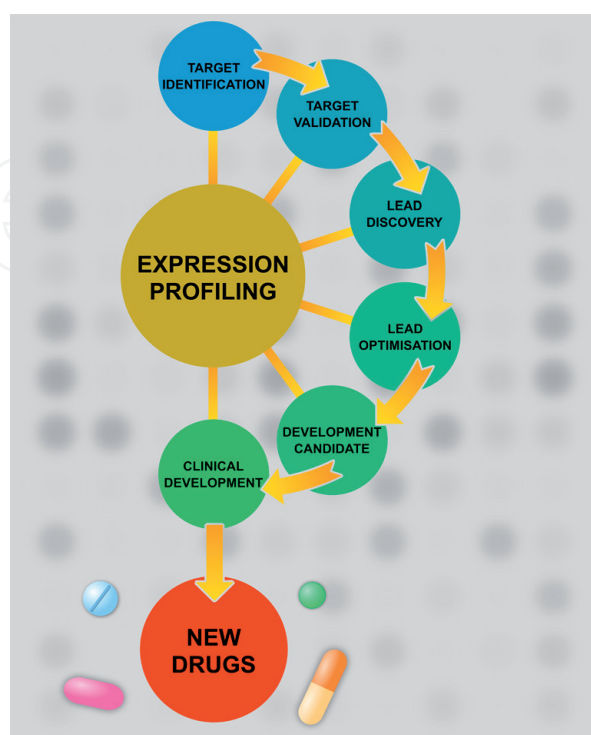 TARGET
IDENTIFICATION
TARGET
VALIDATION
LEAD
DISCOVERY
EXPRESSION
PROFILING
LEAD
OPTIMISATION
DEVELOPMENT
CANDIDATE
CLINICAL
DEVELOPMENT
NEW
DRUGS